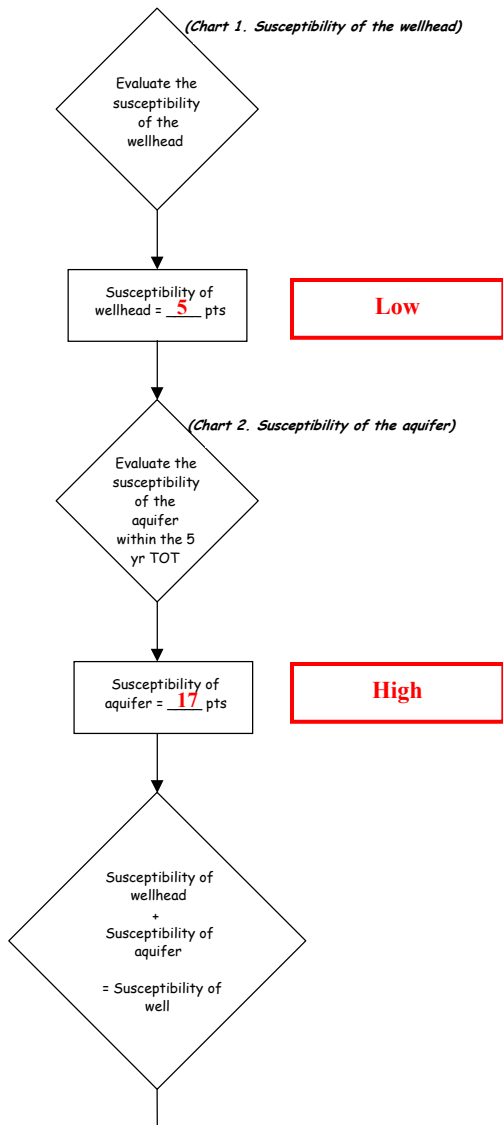 (Chart 1. Susceptibility of the wellhead)
Evaluate the
susceptibility
of the
wellhead
Susceptibility of
wellhead = __5__ pts
Low
(Chart 2. Susceptibility of the aquifer)
Evaluate the
susceptibility
of the
aquifer
within the 5
yr TOT
Susceptibility of
aquifer = __17__ pts
High
Susceptibility of
wellhead
+
Susceptibility of
aquifer
= Susceptibility of
well